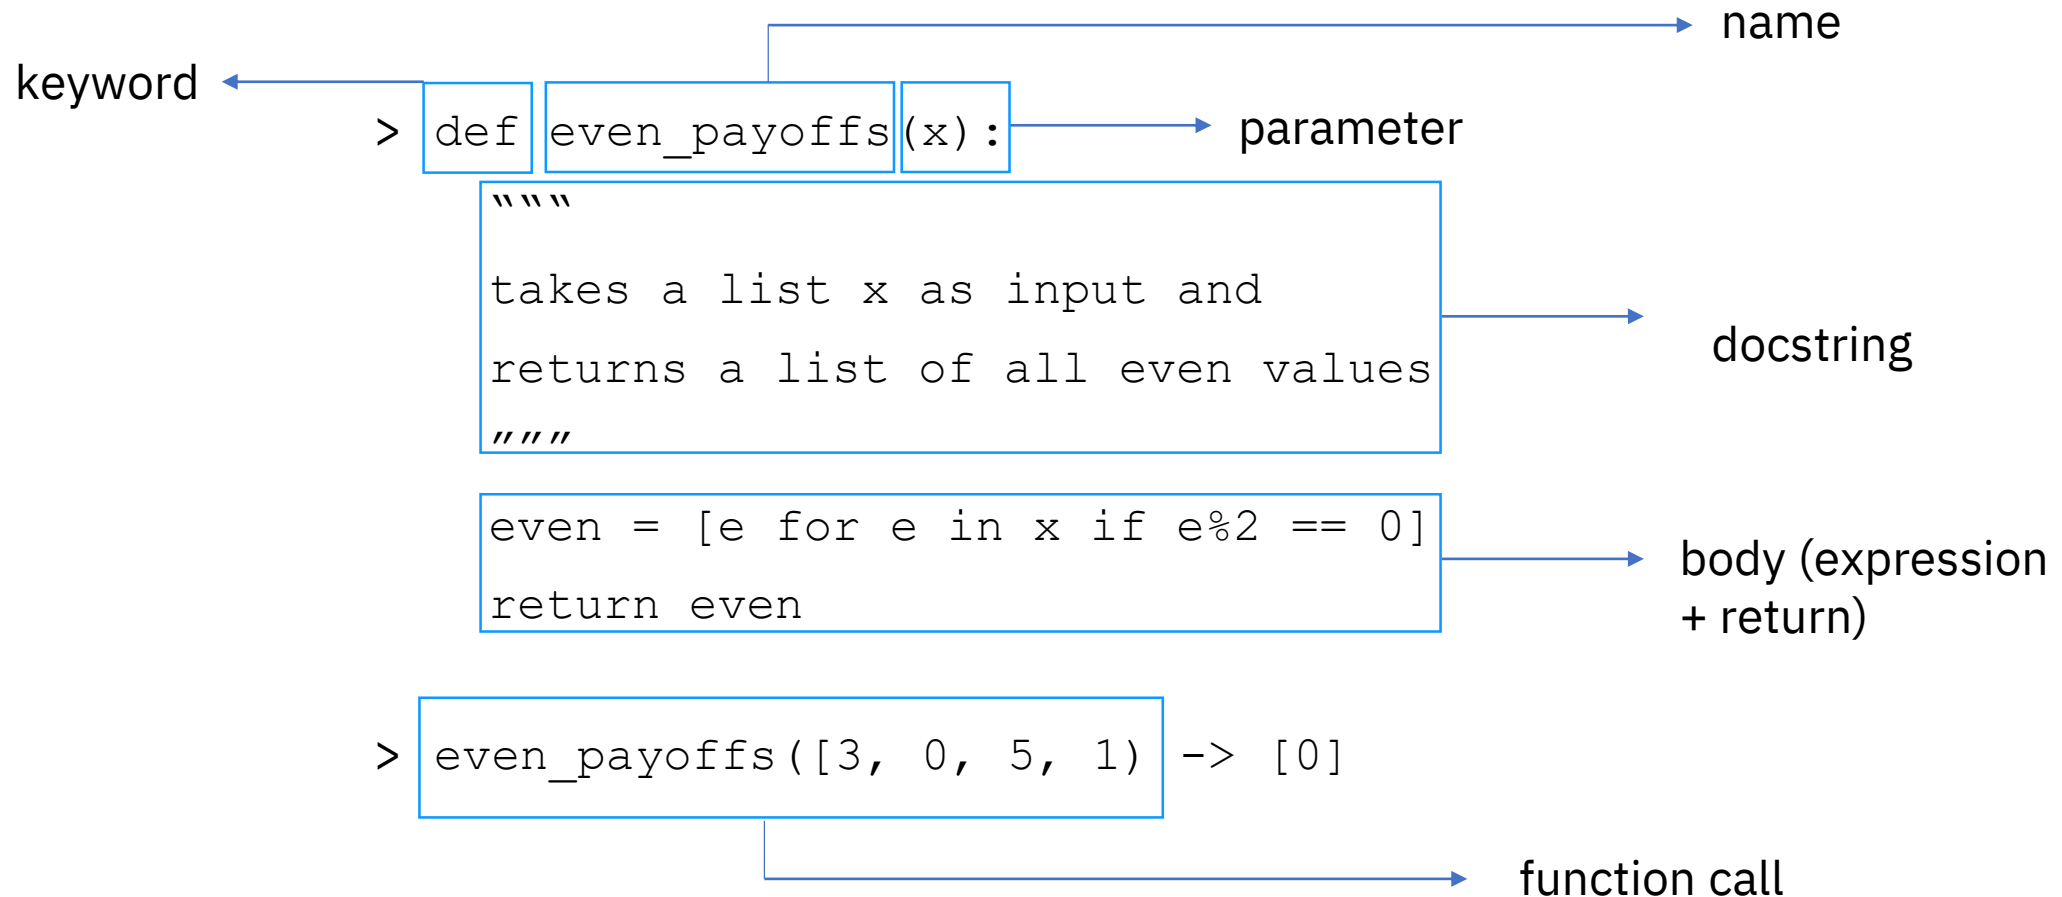 name
keyword
> def even_payoffs(x):
parameter
"""
takes a list x as input and
returns a list of all even values
"""
docstring
even = [e for e in x if e%2 == 0]
return even
body (expression
+ return)
> even_payoffs([3, 0, 5, 1) -> [0]
function call